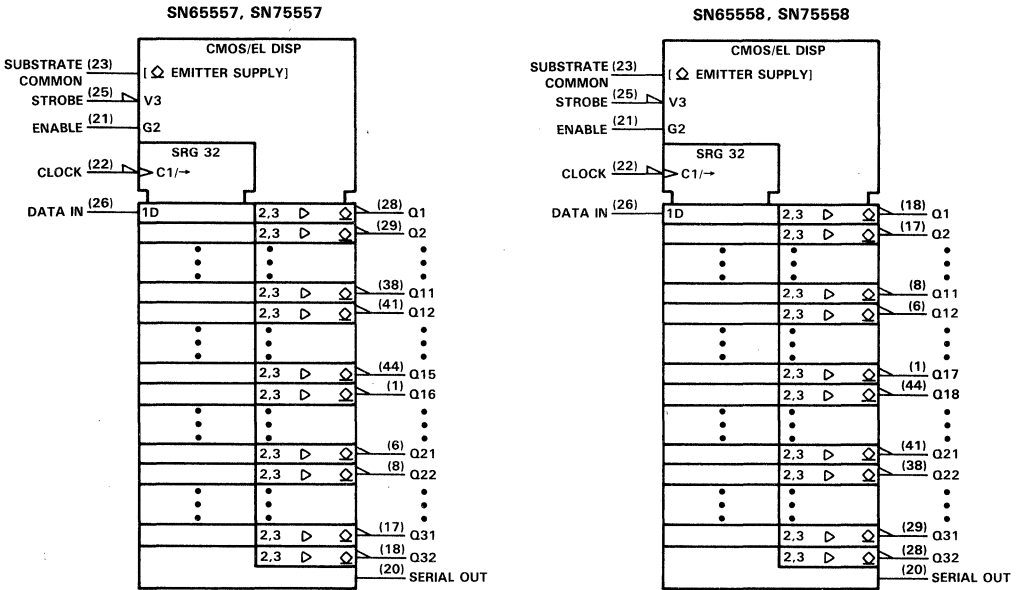 SN65557, SN75557
CMOS/EL DISP
SUBSTRATE (23)
COMMON
[ ◇ EMITTER SUPPLY]
STROBE (25) V3
ENABLE (21) G2
SRG 32
CLOCK (22) C1/→
DATA IN (26) 1D 2,3 ▷ ◇ (28) Q1
2,3 ▷ ◇ (29) Q2
2,3 ▷ ◇ (38) Q11
2,3 ▷ ◇ (41) Q12
2,3 ▷ ◇ (44) Q15
2,3 ▷ ◇ (1) Q16
2,3 ▷ ◇ (6) Q21
2,3 ▷ ◇ (8) Q22
2,3 ▷ ◇ (17) Q31
2,3 ▷ ◇ (18) Q32
(20) SERIAL OUT
SN65558, SN75558
CMOS/EL DISP
SUBSTRATE (23)
COMMON
[ ◇ EMITTER SUPPLY]
STROBE (25) V3
ENABLE (21) G2
SRG 32
CLOCK (22) C1/→
DATA IN (26) 1D 2,3 ▷ ◇ (18) Q1
2,3 ▷ ◇ (17) Q2
2,3 ▷ ◇ (8) Q11
2,3 ▷ ◇ (6) Q12
2,3 ▷ ◇ (1) Q17
2,3 ▷ ◇ (44) Q18
2,3 ▷ ◇ (41) Q21
2,3 ▷ ◇ (38) Q22
2,3 ▷ ◇ (29) Q31
2,3 ▷ ◇ (28) Q32
(20) SERIAL OUT